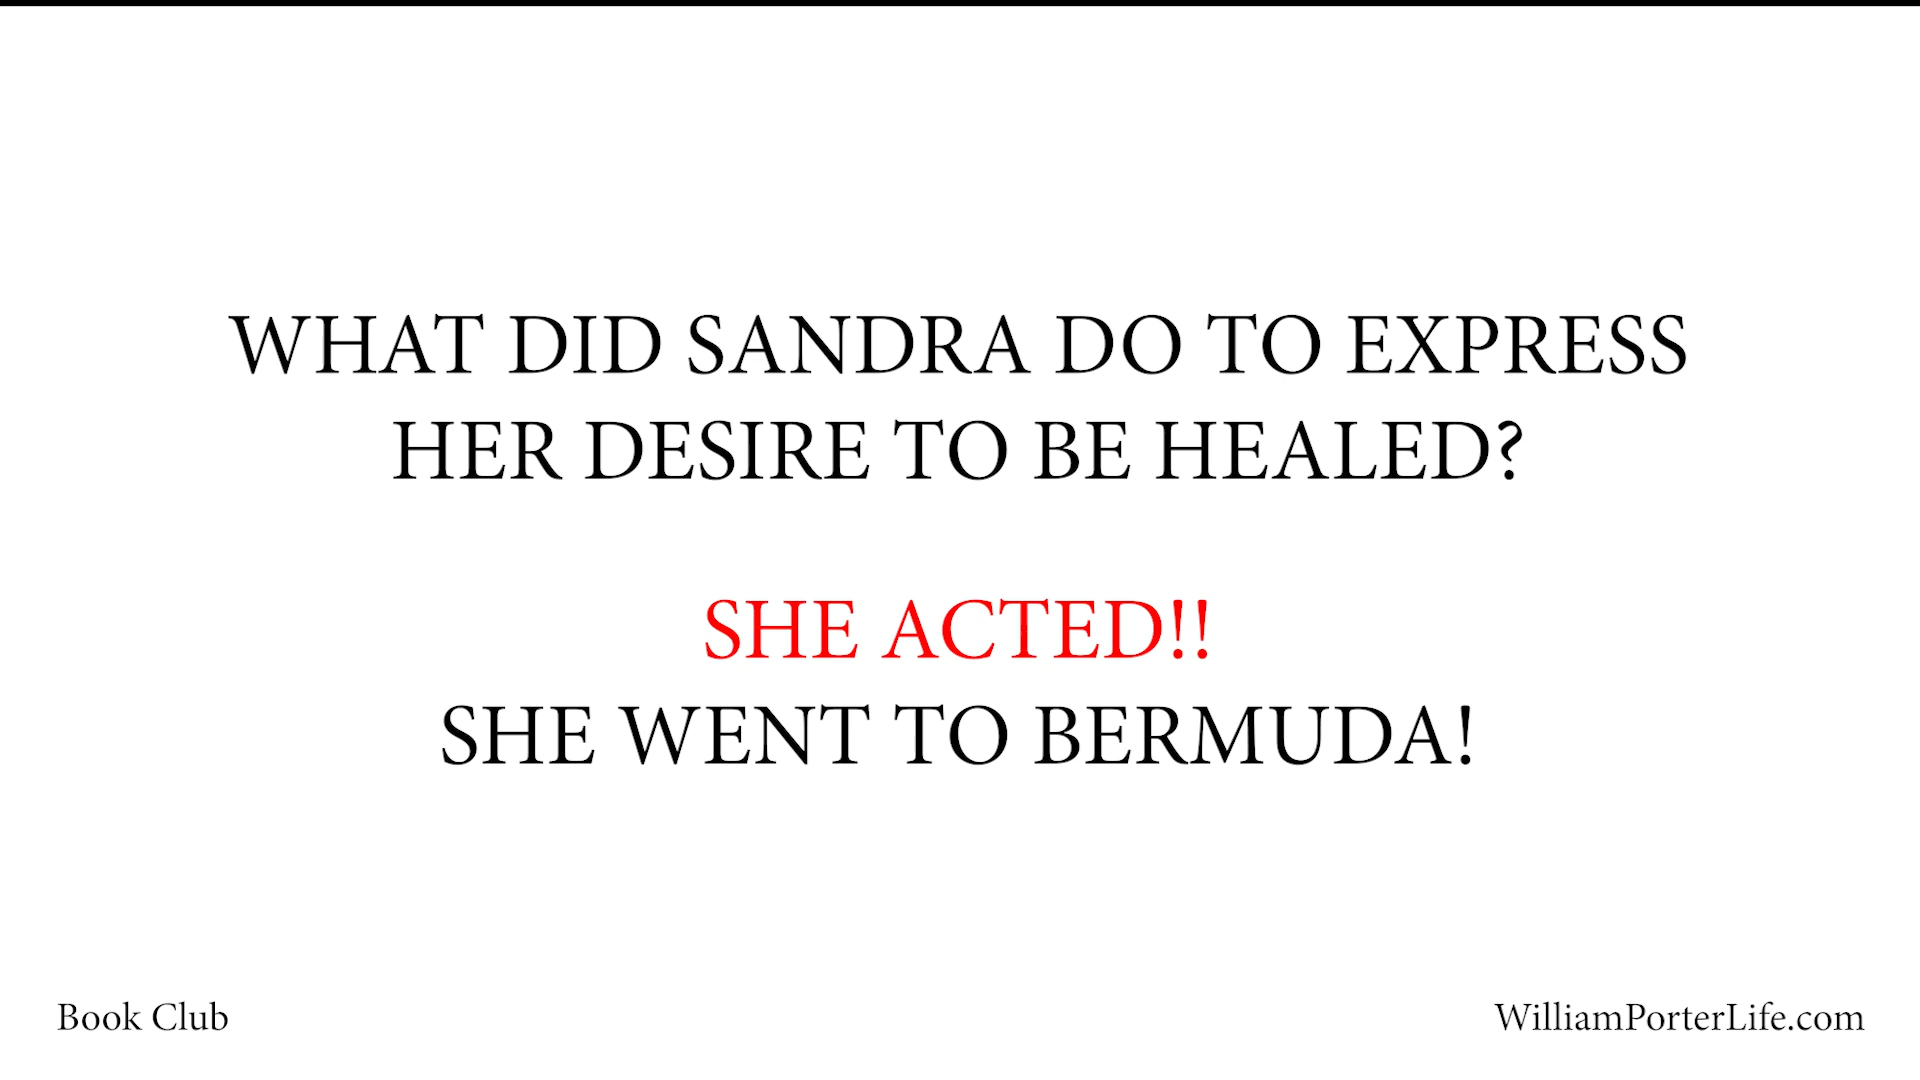 WHAT DID SANDRA DO TO EXPRESS
HER DESIRE TO BE HEALED?
SHE ACTED!!
SHE WENT TO BERMUDA!
Book Club
WilliamPorterLife.com